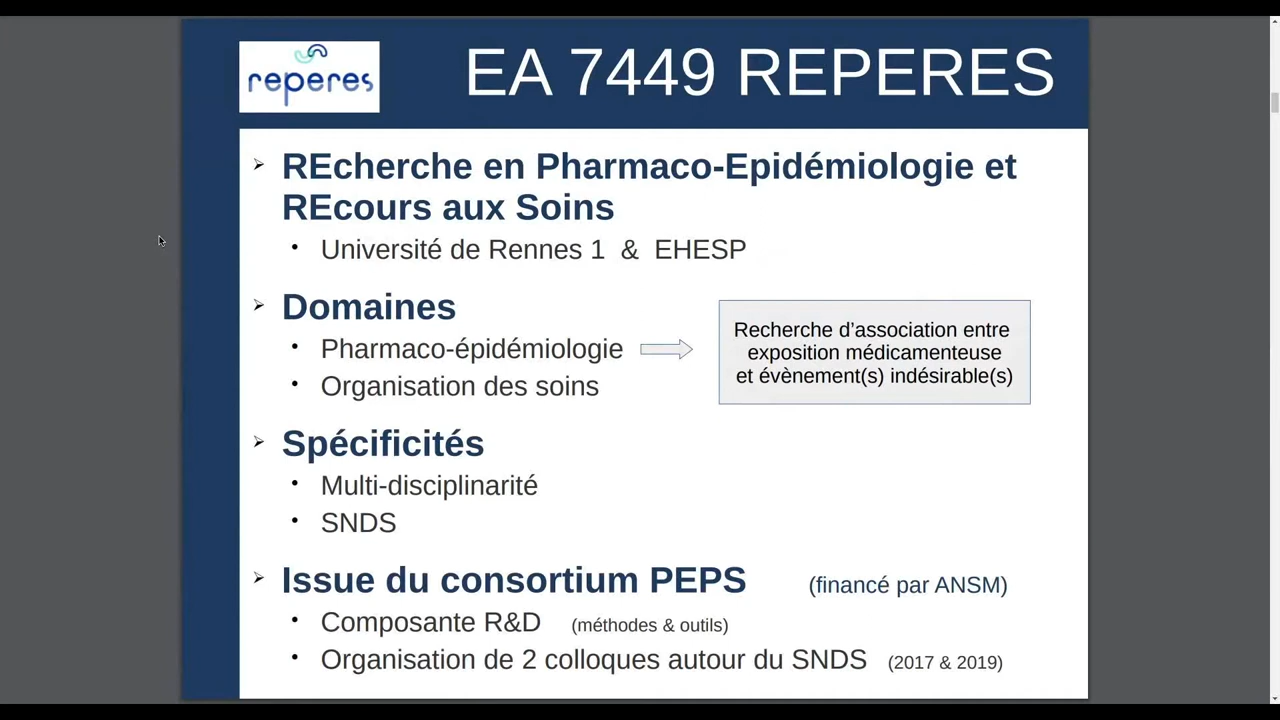 reperes
EA 7449 REPERES
REcherche en Pharmaco-Epidémiologie et
REcours aux Soins
Université de Rennes 1 & EHESP
Domaines
Pharmaco-épidémiologie
Organisation des soins
Recherche d’association entre
exposition médicamenteuse
et évènement(s) indésirable(s)
Spécificités
Multi-disciplinarité
SNDS
Issue du consortium PEPS (financé par ANSM)
Composante R&D (méthodes & outils)
Organisation de 2 colloques autour du SNDS (2017 & 2019)